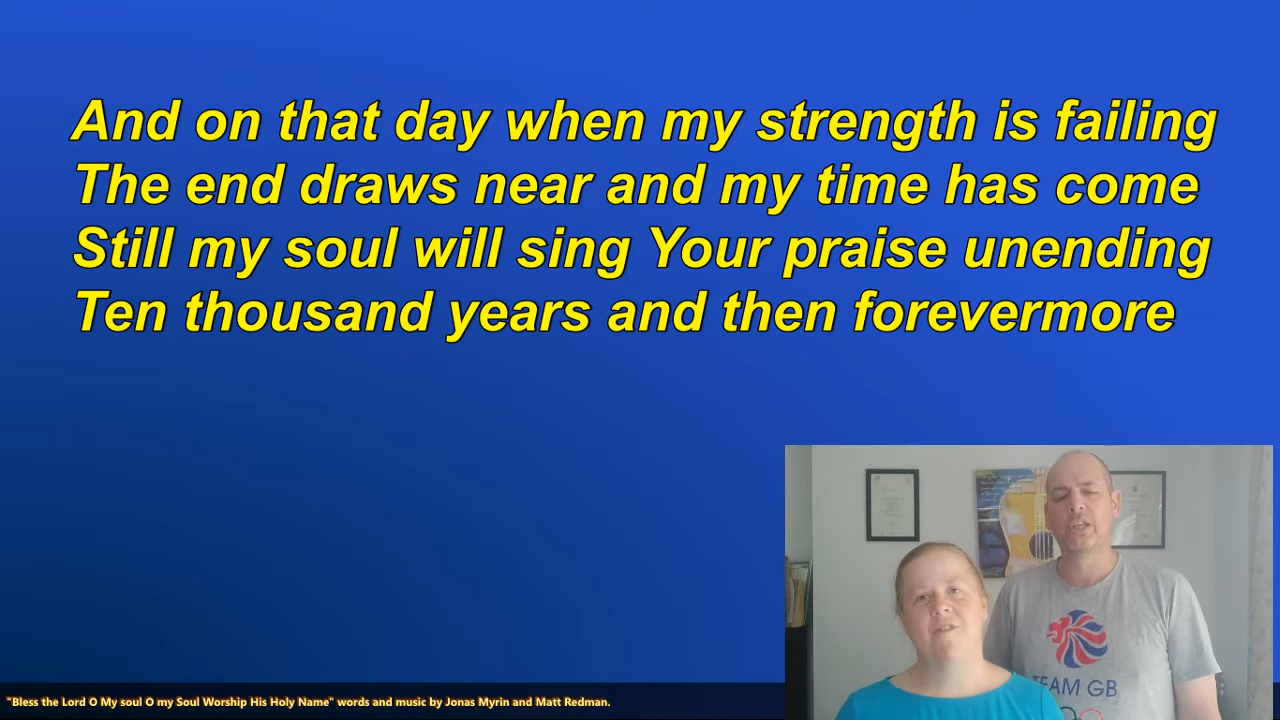 And on that day when my strength is failing
The end draws near and my time has come
Still my soul will sing Your praise unending
Ten thousand years and then forevermore
TEAM GB
"Bless the Lord O My soul O my Soul Worship His Holy Name" words and music by Jonas Myrin and Matt Redman.